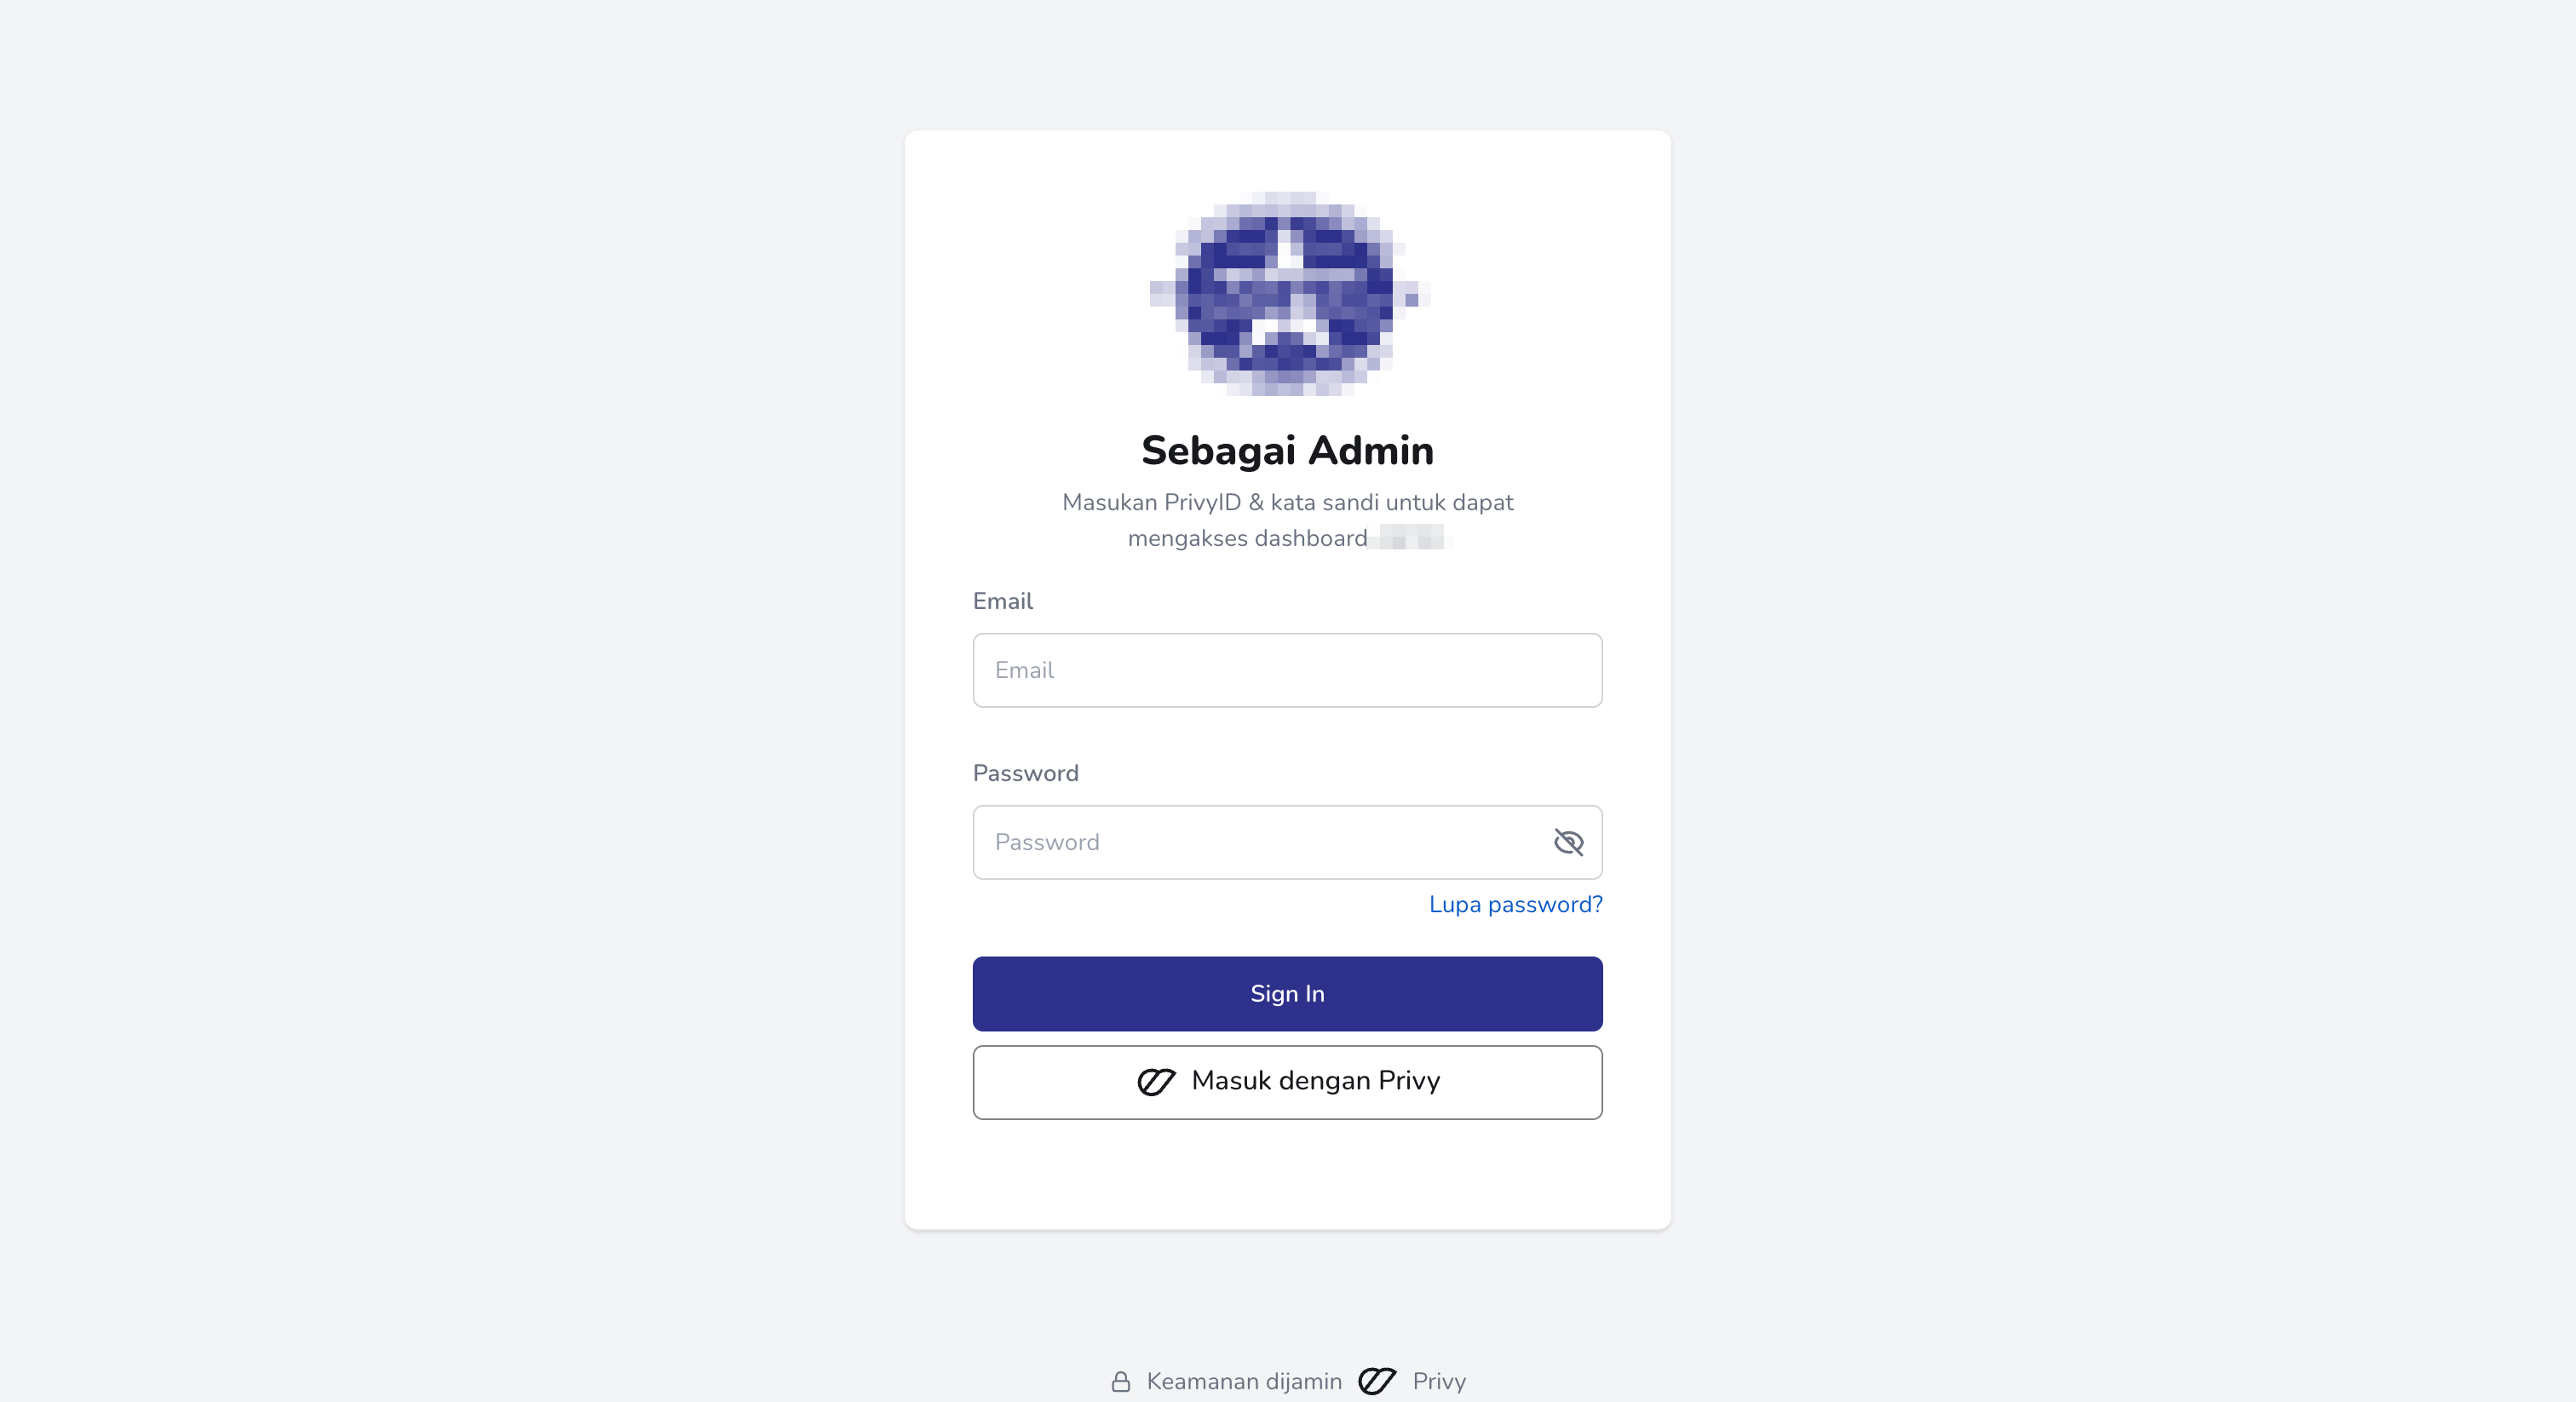 Sebagai Admin
Masukan PrivyID & kata sandi untuk dapat
mengakses dashboard
Email
Email
Password
Password
Lupa password?
Sign In
Masuk dengan Privy
Keamanan dijamin Privy